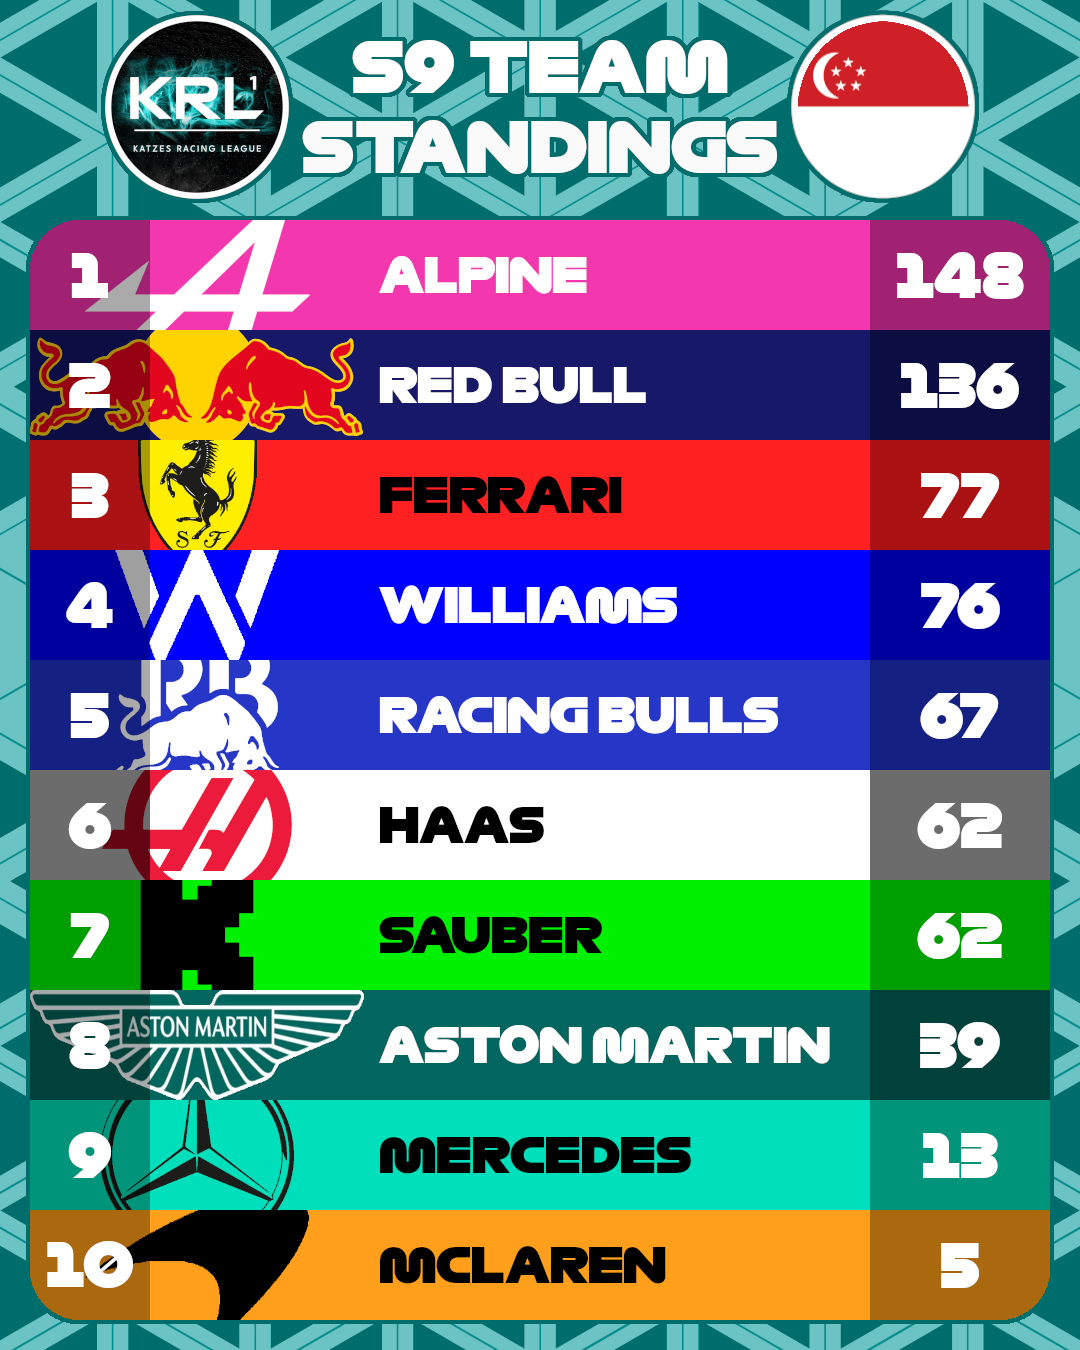 KRL1
KATZES RACING LEAGUE
S9 TEAM
STANDINGS
1 ALPINE 148
2 RED BULL 136
3 S F FERRARI 77
4 W WILLIAMS 76
5 RB RACING BULLS 67
6 H HAAS 62
7 K SAUBER 62
8 ASTON MARTIN ASTON MARTIN 39
9 MERCEDES 13
10 MCLAREN 5